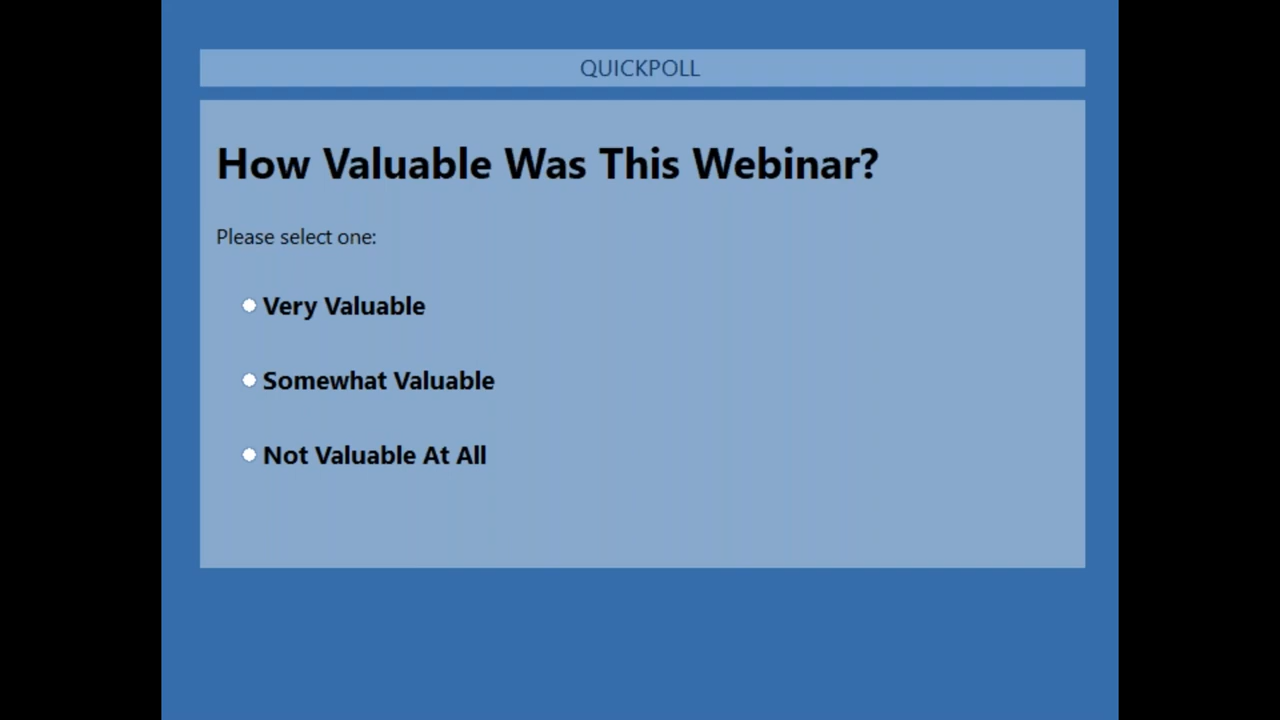 QUICKPOLL
How Valuable Was This Webinar?
Please select one:
Very Valuable
Somewhat Valuable
Not Valuable At All